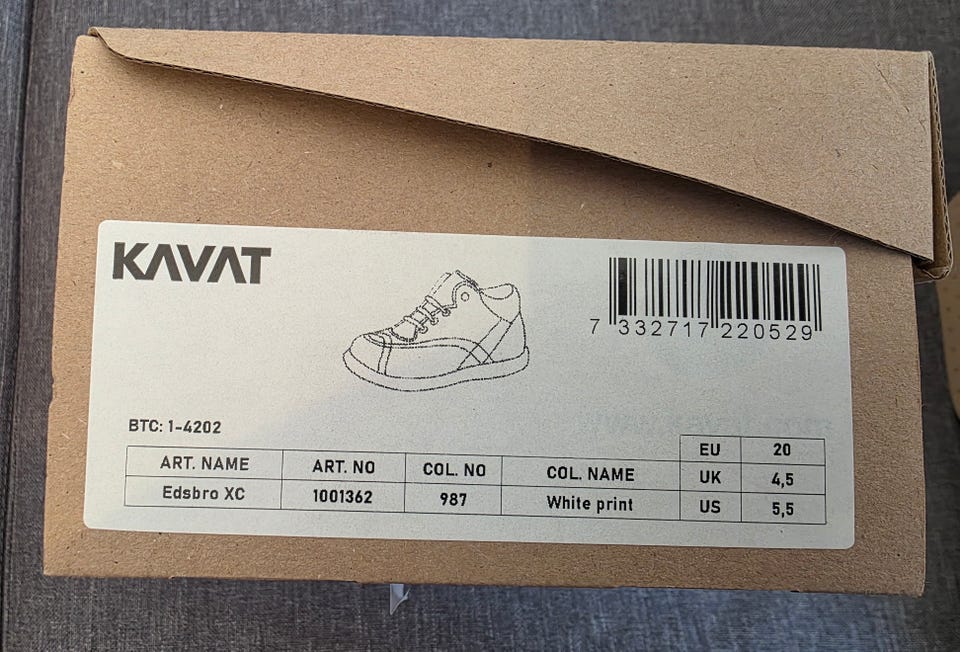 KAVAT
7 332717 220529
BTC: 1-4202
EU 20
ART. NAME ART. NO COL. NO COL. NAME UK 4,5
Edsbro XC 1001362 987 White print US 5,5